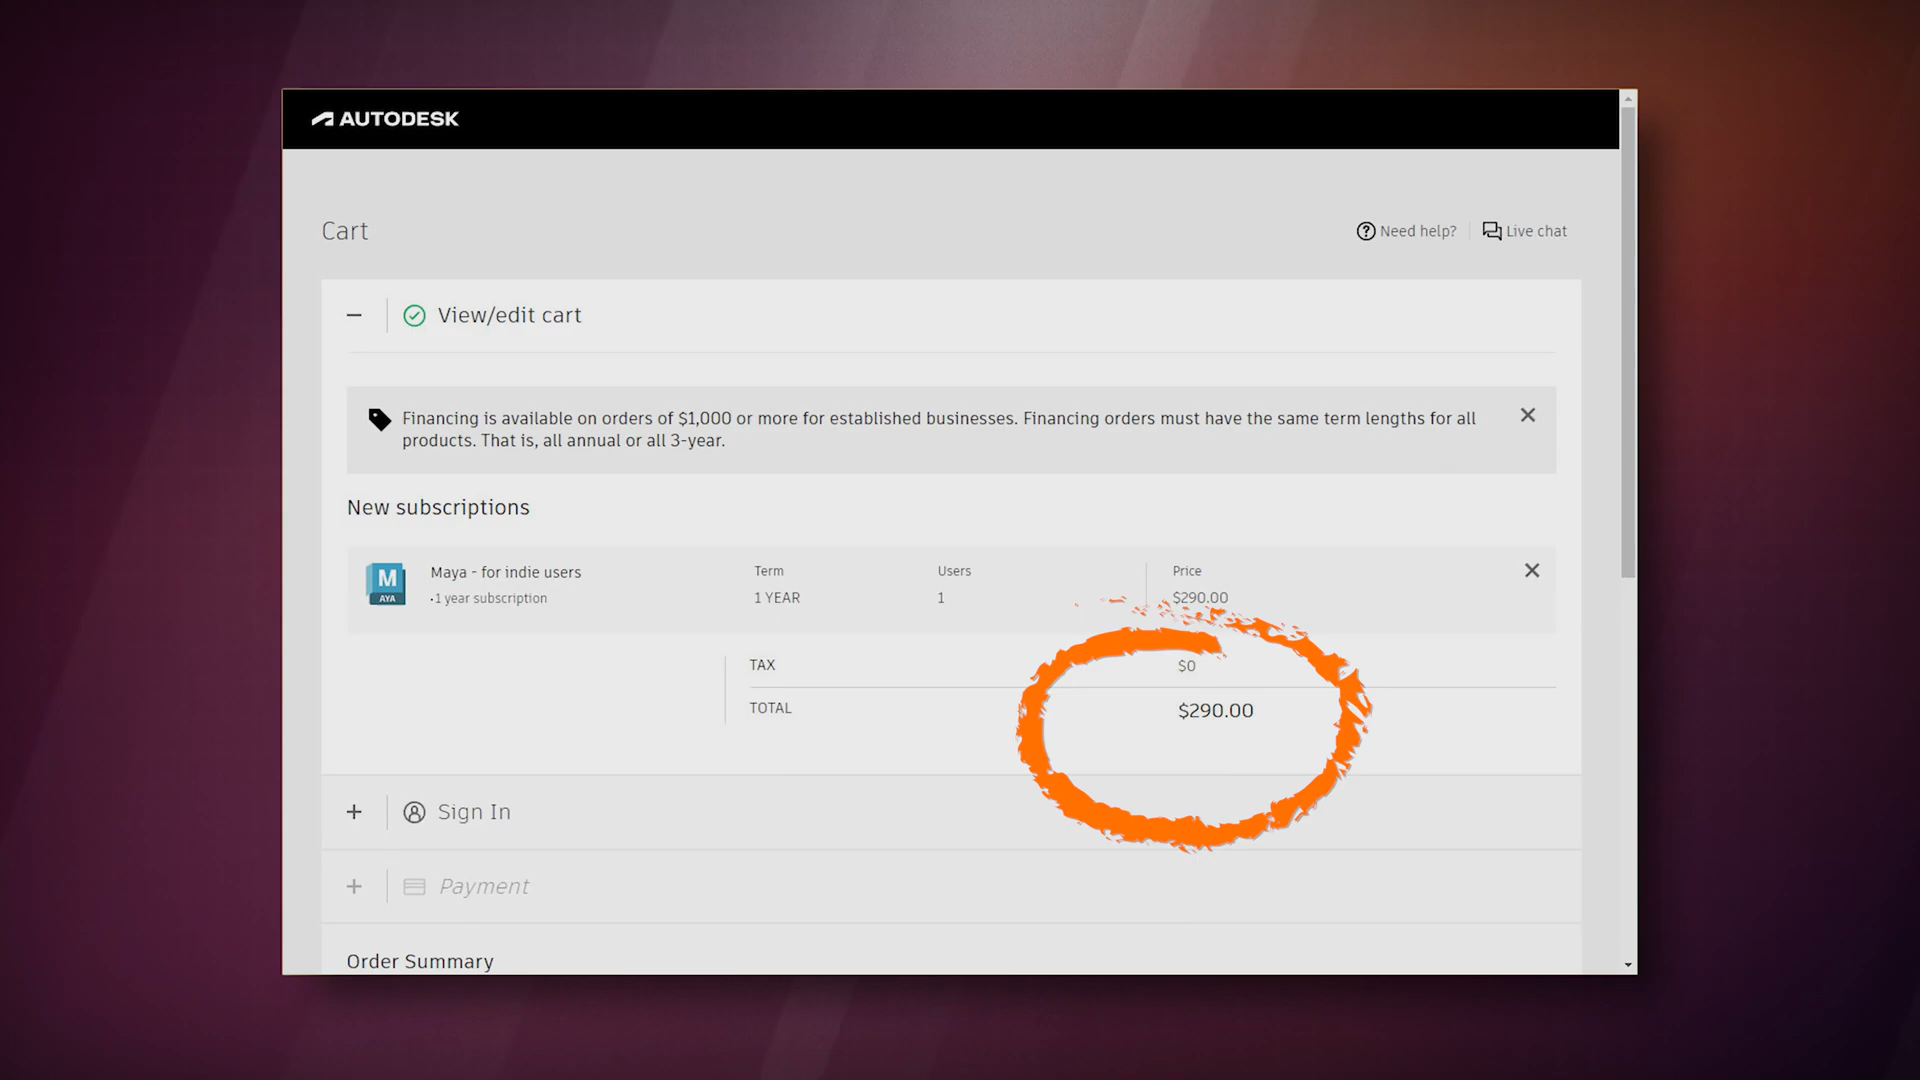 AUTODESK
Cart
Need help?
Live chat
View/edit cart
Financing is available on orders of $1,000 or more for established businesses. Financing orders must have the same term lengths for all
products. That is, all annual or all 3-year.
New subscriptions
M
AYA
Maya - for indie users
Term
Users
Price
·1 year subscription
1 YEAR
1
$290.00
TAX
$0
TOTAL
$290.00
Sign In
Payment
Order Summary